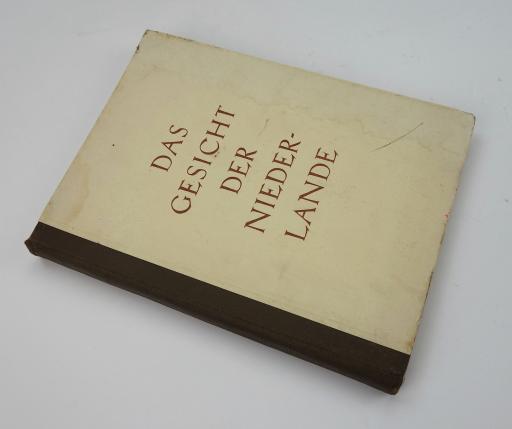 DAS
GESICHT
DER
NIEDER-
LANDE